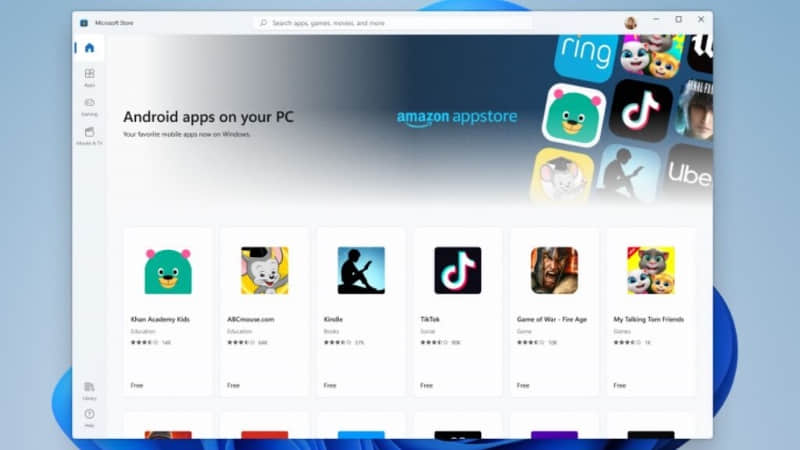 Microsoft Store
Search apps, games, movies, and more
Apps
Gaming
Movies & TV
Library
Help
ring
Android apps on your PC
Your favorite mobile apps now on Windows.
amazon appstore
FINAL FANTASY
Uber
Khan Academy Kids
Education
14K
Free
ABCmouse.com
Education
Free
Kindle
Books
37K
Free
TikTok
Social
90K
Free
Game of War - Fire Age
Game
10K
Free
My Talking Tom Friends
Games
1K
Free